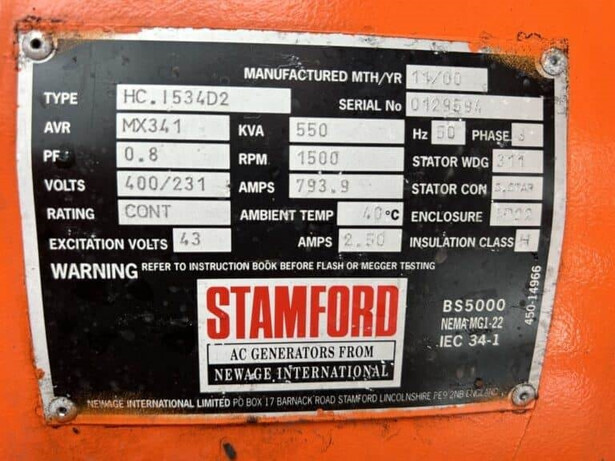 MANUFACTURED MTH/YR 11/00
TYPE HC.I534D2 SERIAL No 0129594
AVR MX341 KVA 550 Hz 50 PHASE 3
PF 0.8 RPM 1500 STATOR WDG 311
VOLTS 400/231 AMPS 793.9 STATOR CON S.STAR
RATING CONT AMBIENT TEMP 40°C ENCLOSURE
EXCITATION VOLTS 43 AMPS 2.50 INSULATION CLASS H
WARNING REFER TO INSTRUCTION BOOK BEFORE FLASH OR MEGGER TESTING
STAMFORD
AC GENERATORS FROM
NEWAGE INTERNATIONAL
BS5000
NEMA-MG1-22
IEC 34-1
450-14966
NEWAGE INTERNATIONAL LIMITED PO BOX 17 BARNACK ROAD STAMFORD LINCOLNSHIRE PE9 2NB ENGLAND